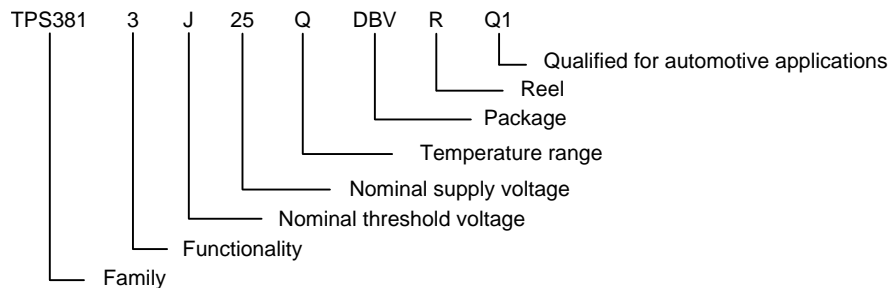 TPS381 3 J 25 Q DBV R Q1
Qualified for automotive applications
Reel
Package
Temperature range
Nominal supply voltage
Nominal threshold voltage
Functionality
Family